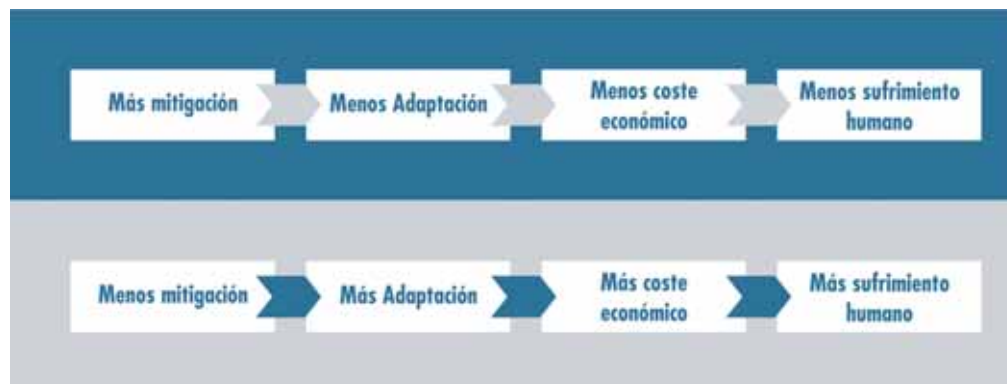 Más mitigación
Menos Adaptación
Menos coste
económico
Menos sufrimiento
humano
Menos mitigación
Más Adaptación
Más coste
económico
Más sufrimiento
humano